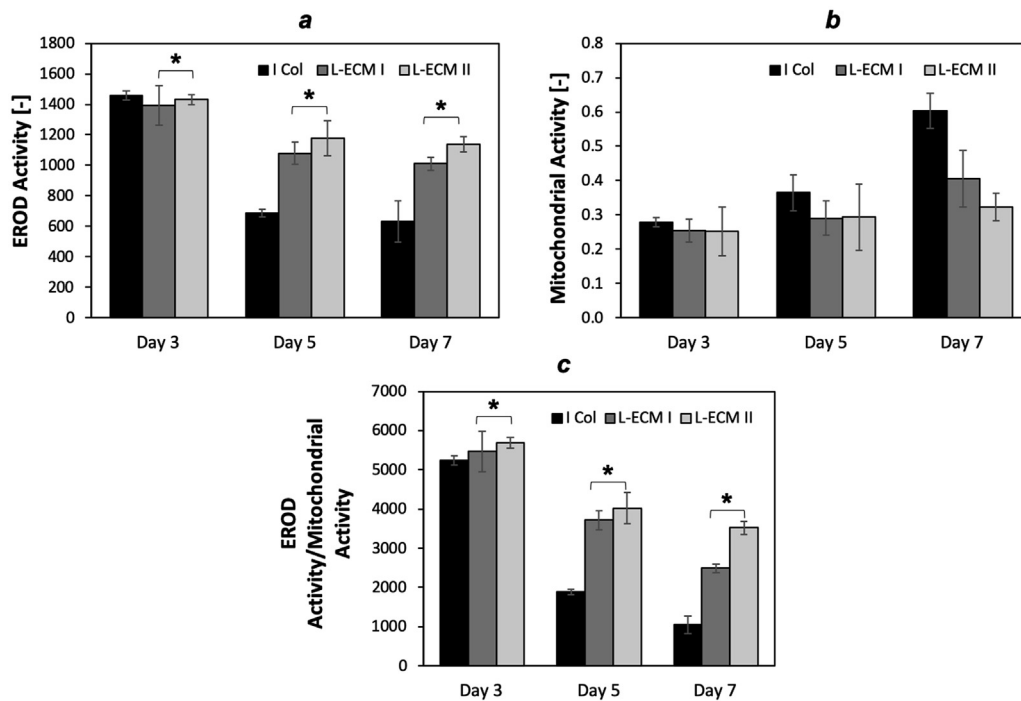 a
EROD Activity [-]
1800
1600
1400
1200
1000
800
600
400
200
0
I Col L-ECM I L-ECM II
*
*
*
Day 3 Day 5 Day 7
b
Mitochondrial Activity [-]
0.8
0.7
0.6
0.5
0.4
0.3
0.2
0.1
0.0
I Col L-ECM I L-ECM II
Day 3 Day 5 Day 7
c
EROD
Activity/Mitochondrial
Activity
7000
6000
5000
4000
3000
2000
1000
0
I Col L-ECM I L-ECM II
*
*
*
Day 3 Day 5 Day 7